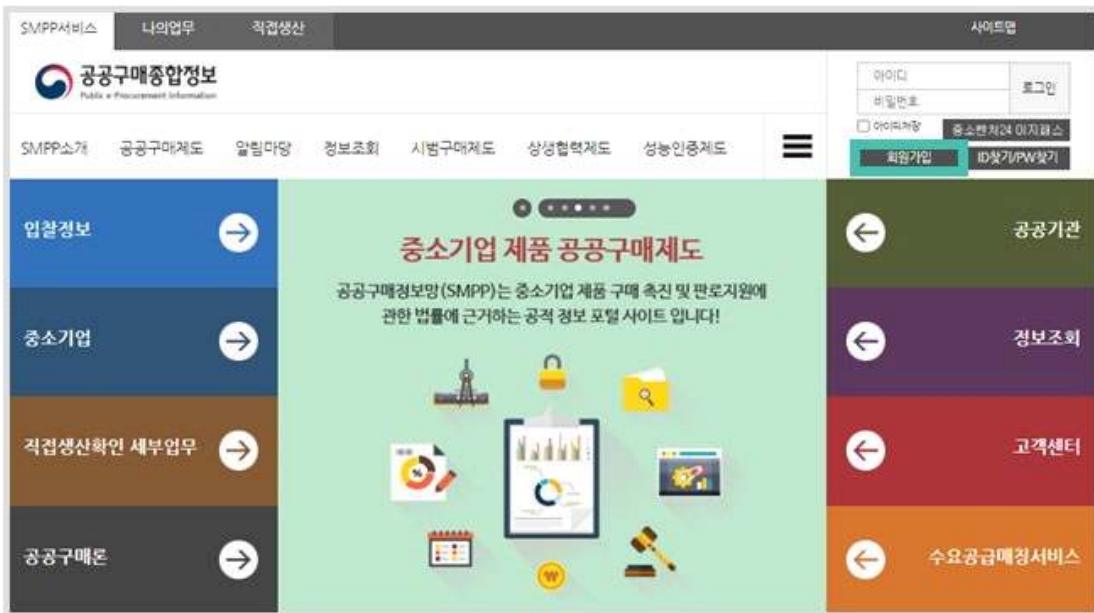 SMPP서비스 나의업무 직접생산 사이트맵
공공구매종합정보
Public e-Procurement Information
아이디
비밀번호
로그인
아이디저장 중소벤처24 이지패스
회원가입 ID찾기/PW찾기
SMPP소개 공공구매제도 알림마당 정보조회 시범구매제도 상생협력제도 성능인증제도
입찰정보
중소기업
직접생산확인 세부업무
공공구매론
중소기업 제품 공공구매제도
공공구매정보망(SMPP)는 중소기업 제품 구매 촉진 및 판로지원에
관한 법률에 근거하는 공적 정보 포털 사이트 입니다!
공공기관
정보조회
고객센터
수요공급매칭서비스